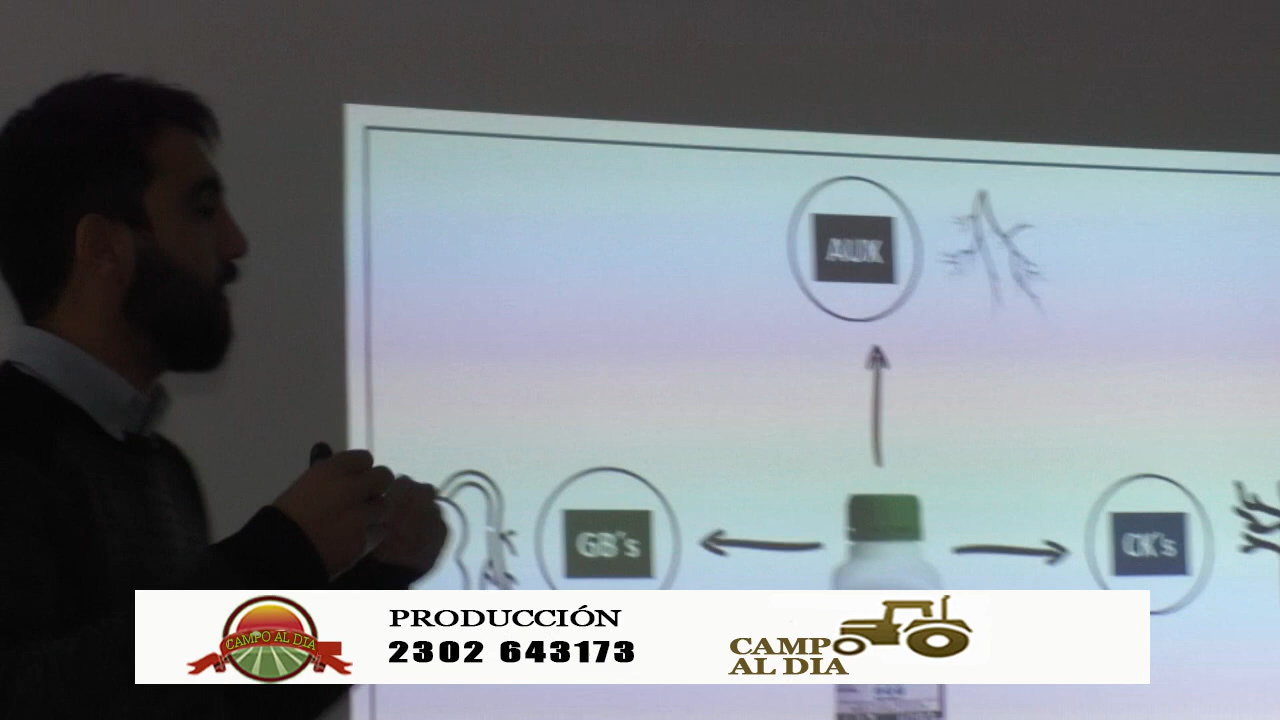 AUX
GB's
CK's
CAMPO AL DIA
PRODUCCIÓN
2302 643173
CAMPO
AL DIA